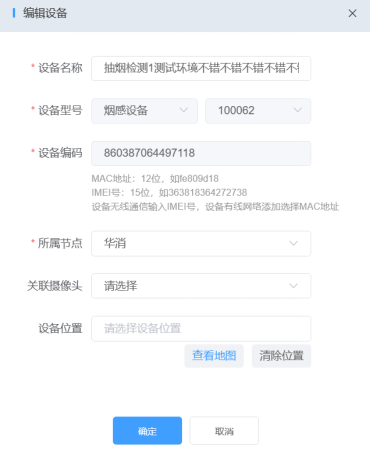 编辑设备
* 设备名称 抽烟检测1测试环境不错不错不错不错不
* 设备型号 烟感设备 100062
* 设备编码 860387064497118
MAC地址：12位，如fe809d18
IMEI号：15位，如363818364272738
设备无线通信输入IMEI号，设备有线网络添加选择MAC地址
* 所属节点 华消
关联摄像头 请选择
设备位置 请选择设备位置
查看地图 清除位置
确定 取消